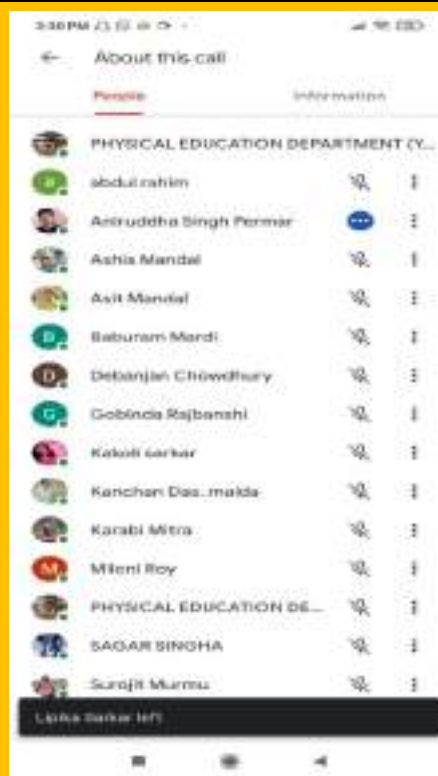 3:30 PM
About this call
People Information
PHYSICAL EDUCATION DEPARTMENT (Y...
a abdul rahim
Aniruddha Singh Permar
Ashis Mandal
Asit Mandal
B Baburam Mardi
D Debanjan Chowdhury
G Gobinda Rajbanshi
Kakoli sarkar
Kanchan Das..malda
Karabi Mitra
M Mileni Roy
PHYSICAL EDUCATION DE...
SAGAR SINGHA
Surojit Murmu
Lipika Sarkar left